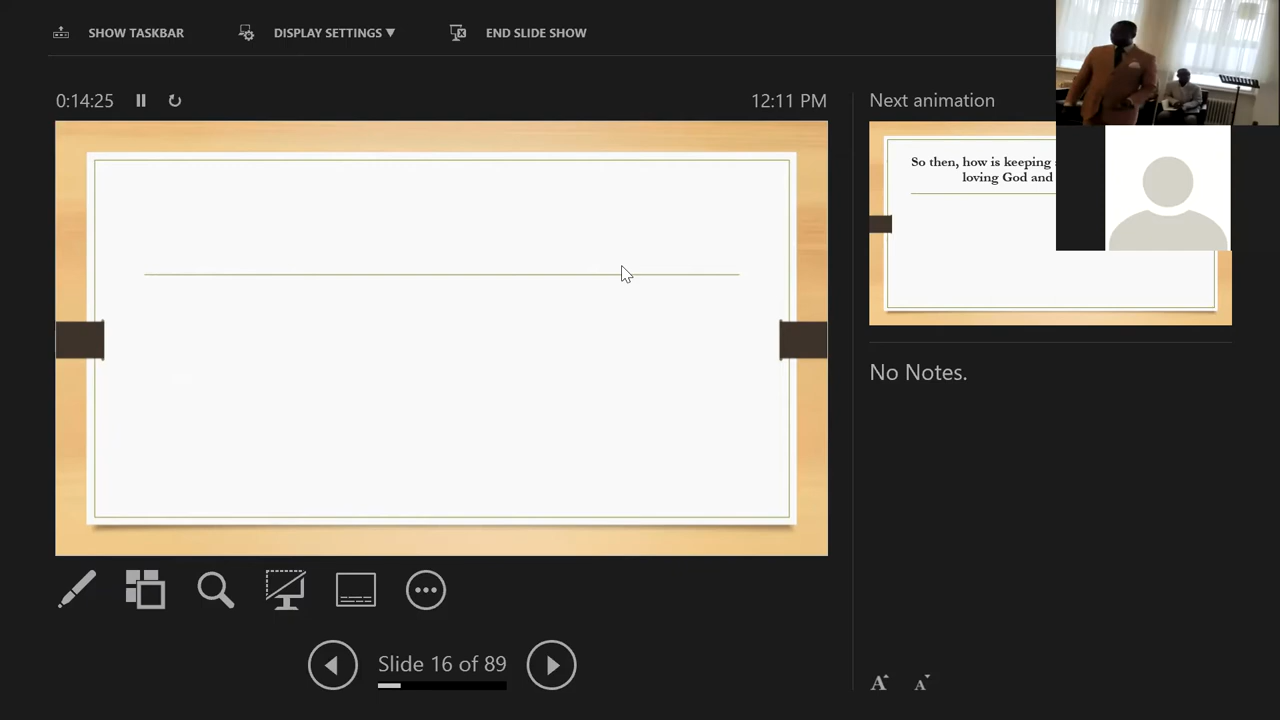 SHOW TASKBAR
DISPLAY SETTINGS ▼
END SLIDE SHOW
0:14:25
12:11 PM
Next animation
So then, how is keeping
loving God and
No Notes.
Slide 16 of 89
A
A